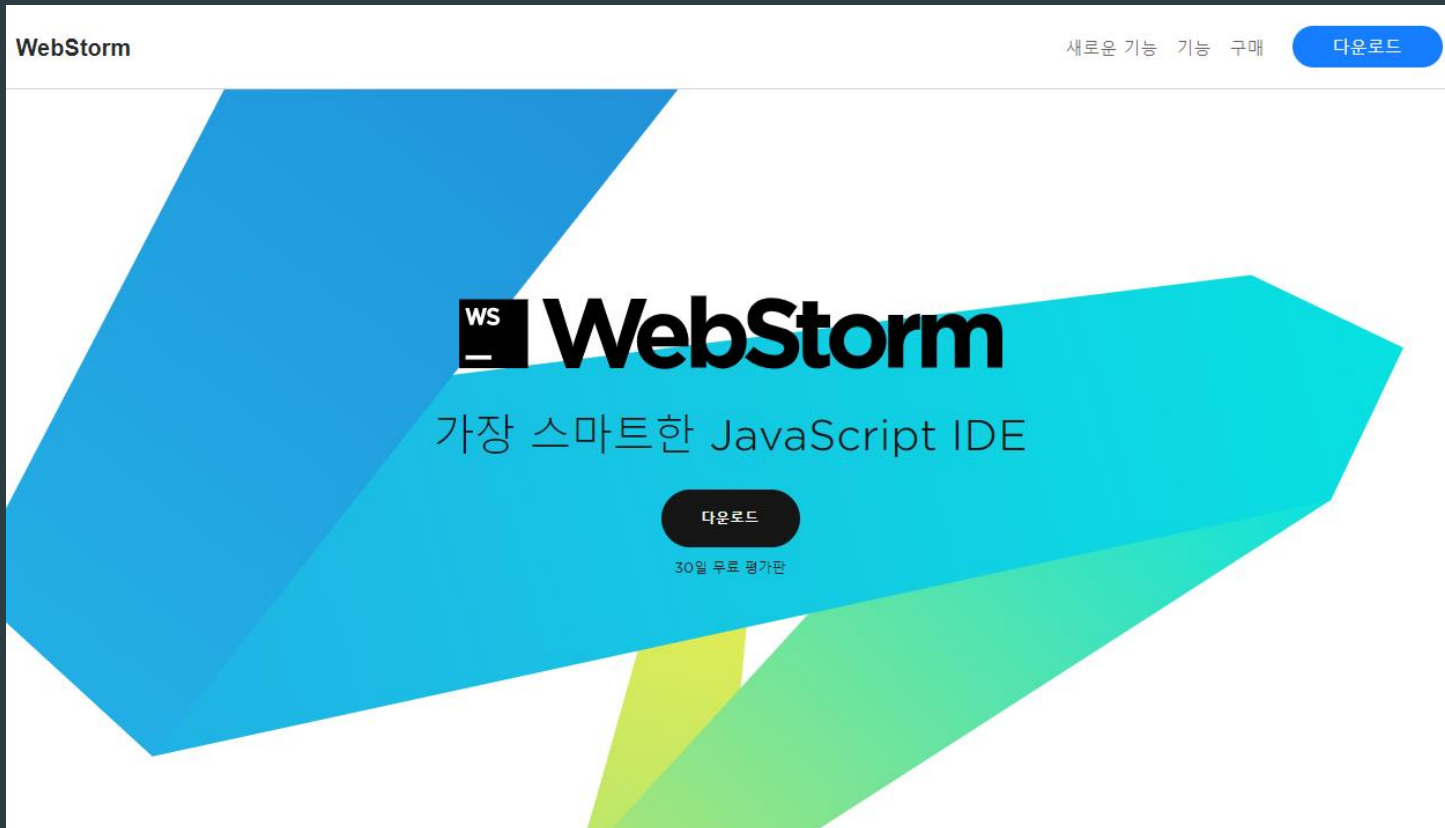 WebStorm
새로운 기능 기능 구매 다운로드
WS WebStorm
가장 스마트한 JavaScript IDE
다운로드
30일 무료 평가판